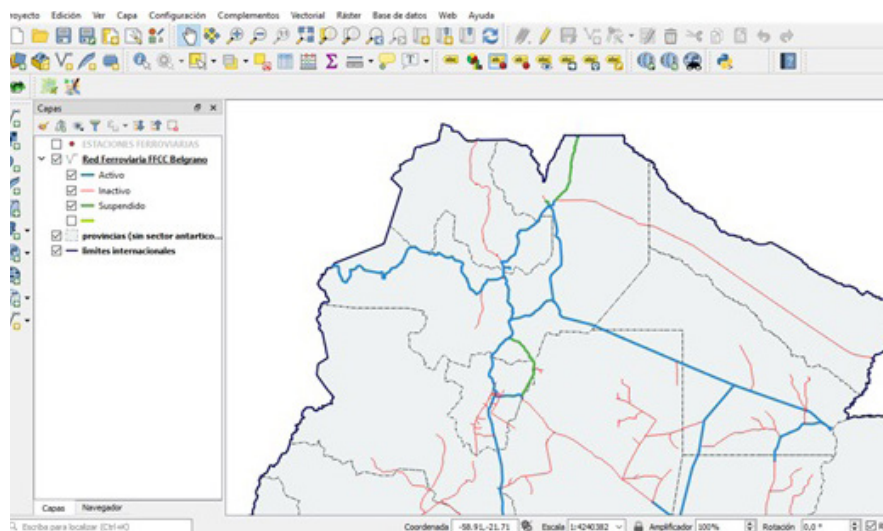 royecto Edición Ver Capa Configuración Complementos Vectorial Ráster Base de datos Web Ayuda
Capas
ESTACIONES FERROVIARIAS
Red Ferroviaria FFCC Belgrano
Activo
Inactivo
Suspendido
provincias (sin sector antartico...
limites internacionales
Capas Navegador
Escriba para localizar (Ctrl+K) Coordenada -58.91,-21.71 Escala 1:4240382 Amplificador 100% Rotación 0,0